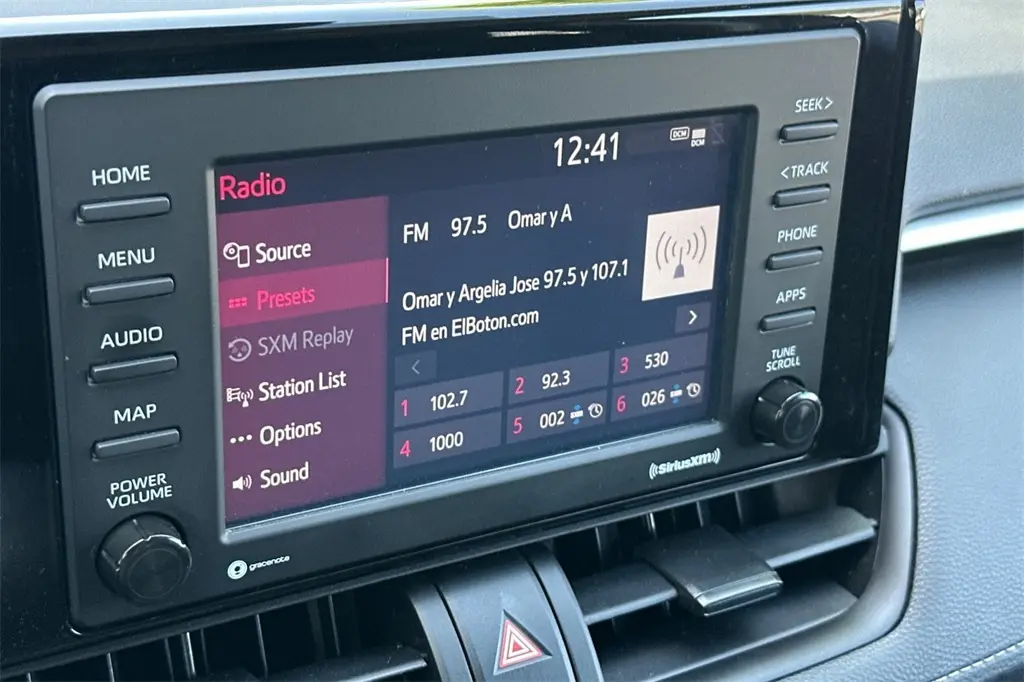 HOME
MENU
AUDIO
MAP
POWER
VOLUME
Radio
12:41
DCM
DCM
Source
Presets
SXM Replay
Station List
Options
Sound
FM 97.5 Omar y A
Omar y Argelia Jose 97.5 y 107.1
FM en ElBoton.com
1 102.7
2 92.3
3 530
4 1000
5 002
6 026
SEEK >
< TRACK
PHONE
APPS
TUNE
SCROLL
SiriusXM
gracenote